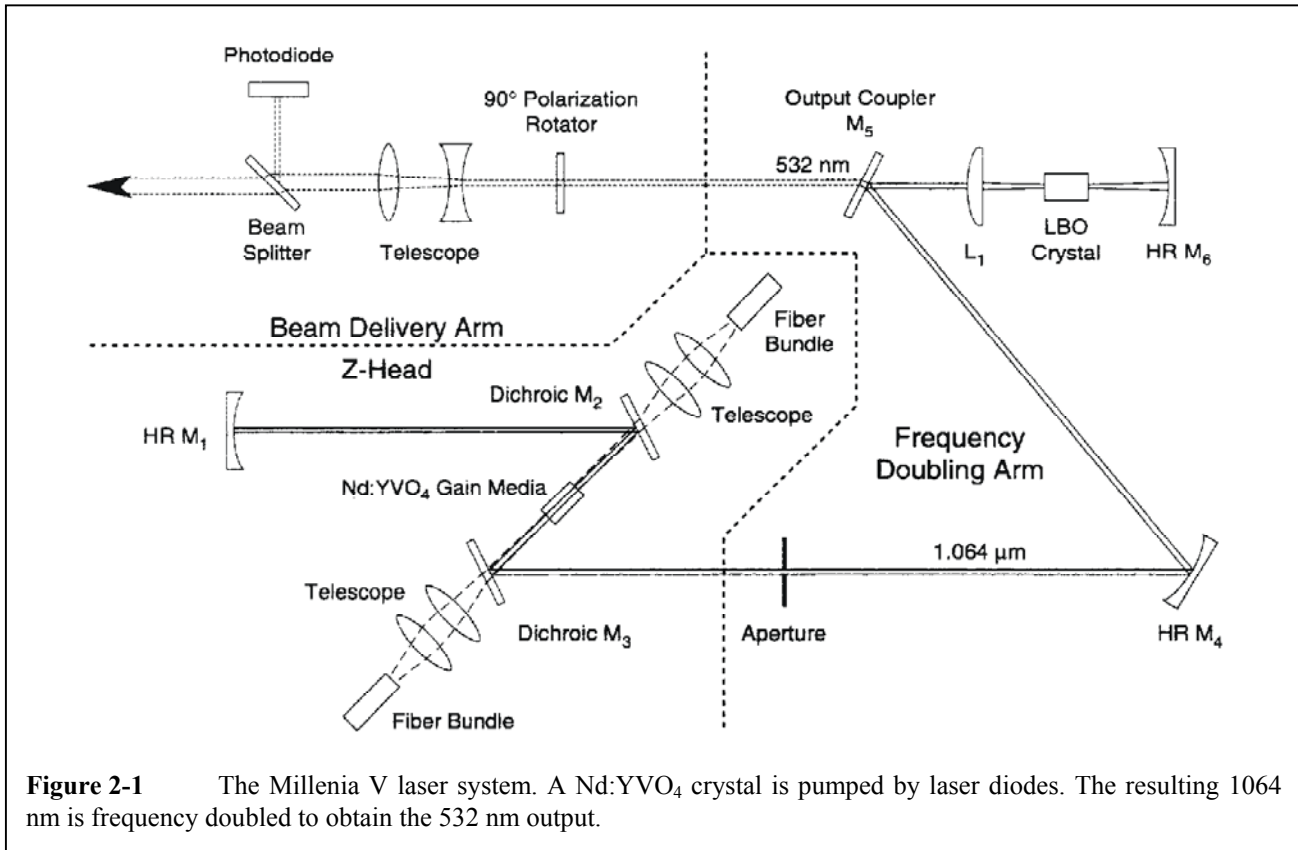 Photodiode
90° Polarization
Rotator
Output Coupler
M₅
532 nm
Beam
Splitter
Telescope
L₁
LBO
Crystal
HR M₆
Beam Delivery Arm
Z-Head
Fiber
Bundle
Dichroic M₂
Telescope
HR M₁
Frequency
Doubling Arm
Nd:YVO₄ Gain Media
1.064 µm
Telescope
Dichroic M₃
Aperture
HR M₄
Fiber Bundle
Figure 2-1 The Millenia V laser system. A Nd:YVO₄ crystal is pumped by laser diodes. The resulting 1064
nm is frequency doubled to obtain the 532 nm output.